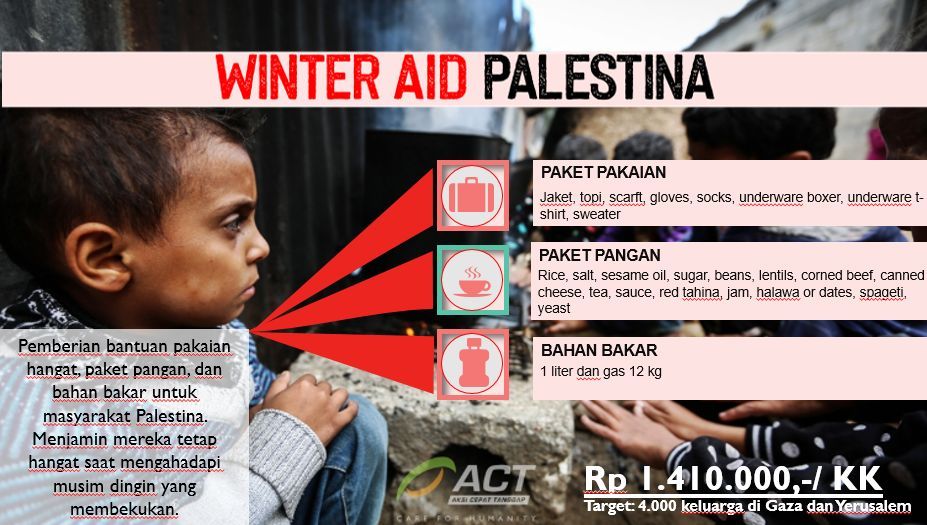 WINTER AID PALESTINA
PAKET PAKAIAN
Jaket, topi, scarft, gloves, socks, underware boxer, underware t-
shirt, sweater
PAKET PANGAN
Rice, salt, sesame oil, sugar, beans, lentils, corned beef, canned
cheese, tea, sauce, red tahina, jam, halawa or dates, spageti,
yeast
BAHAN BAKAR
1 liter dan gas 12 kg
Pemberian bantuan pakaian
hangat, paket pangan, dan
bahan bakar untuk
masyarakat Palestina.
Menjamin mereka tetap
hangat saat mengahadapi
musim dingin yang
membekukan.
ACT
AKSI CEPAT TANGGAP
CARE FOR HUMANITY
Rp 1.410.000,-/ KK
Target: 4.000 keluarga di Gaza dan Yerusalem